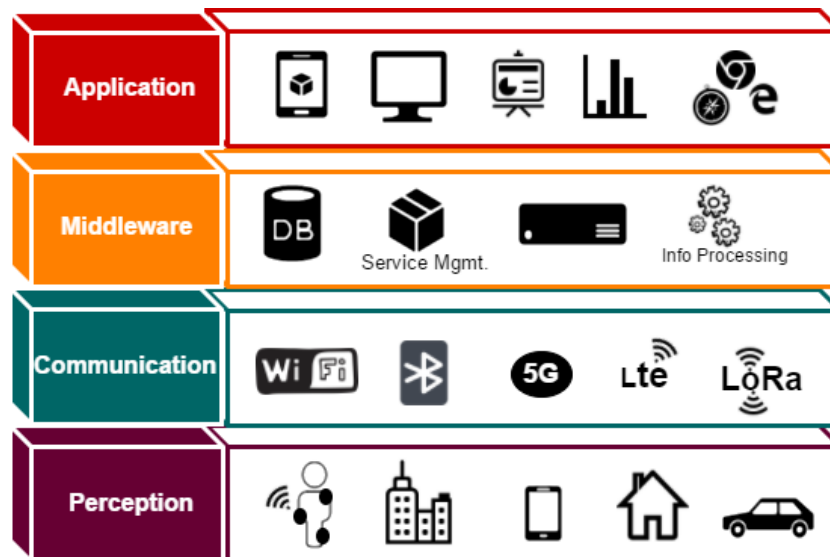 Application
e
Middleware
DB
Service Mgmt.
Info Processing
Communication
Wi Fi
5G
Lte
LoRa
Perception